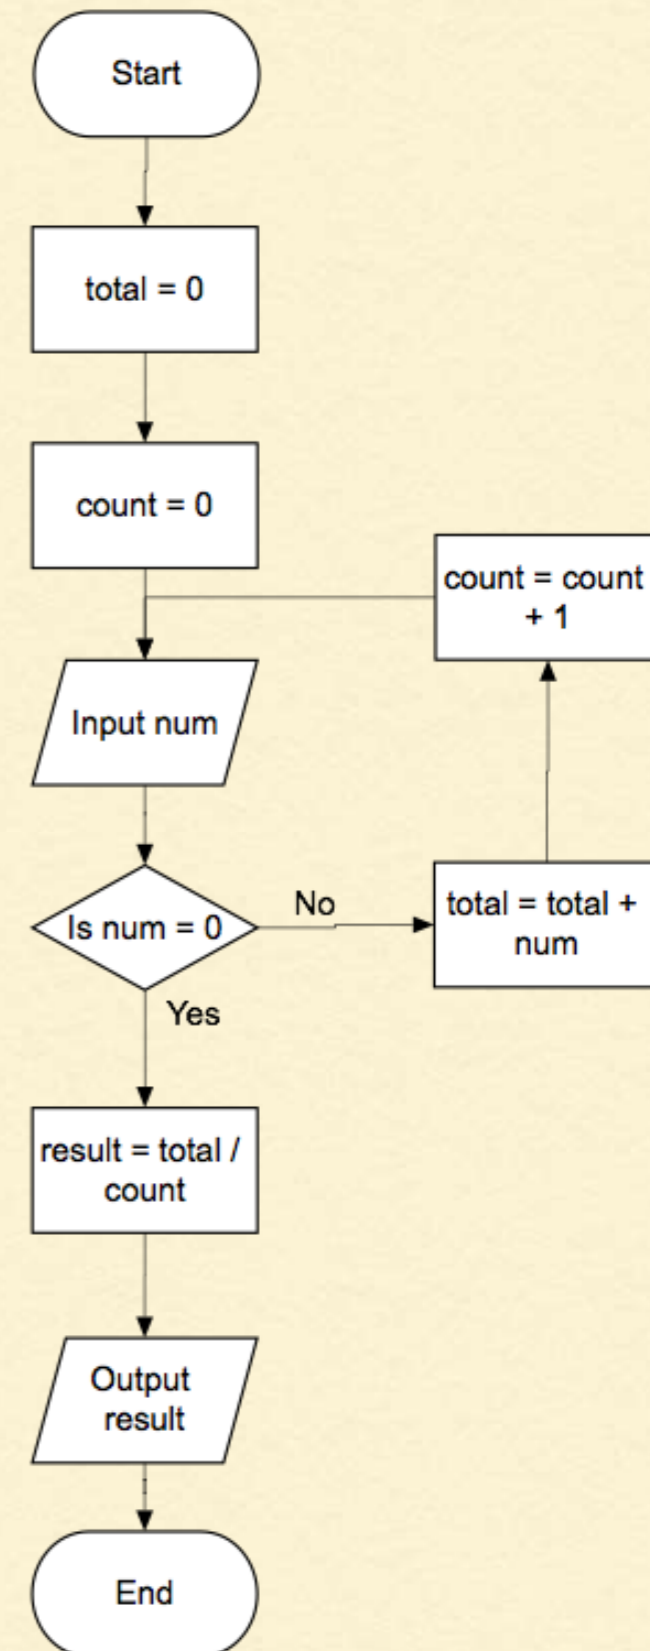 Start
total = 0
count = 0
count = count
+ 1
Input num
Is num = 0
No
total = total +
num
Yes
result = total /
count
Output
result
End